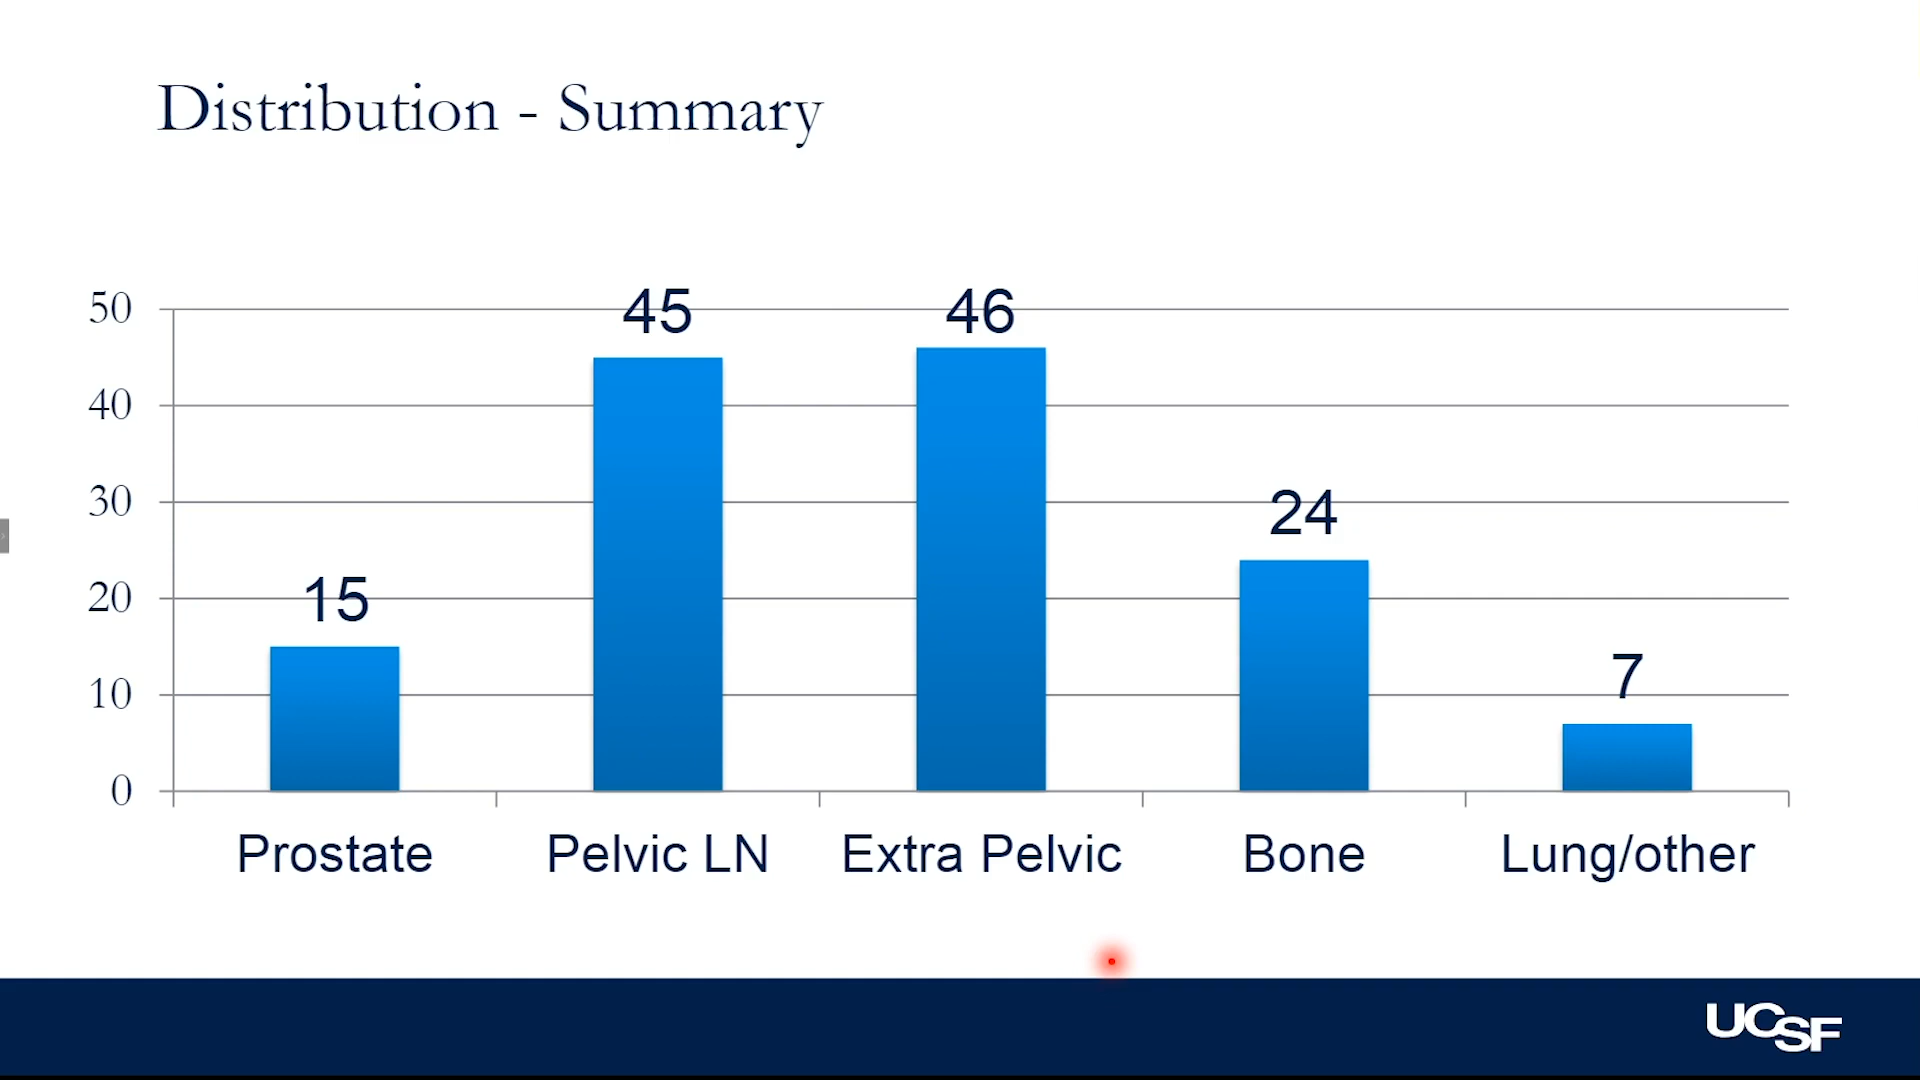 Distribution - Summary
50
40
30
20
10
0
15
45
46
24
7
Prostate
Pelvic LN
Extra Pelvic
Bone
Lung/other
UCSF